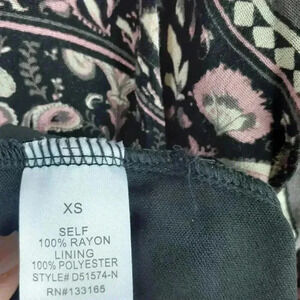 XS
SELF
100% RAYON
LINING
100% POLYESTER
STYLE# D51574-N
RN#133165